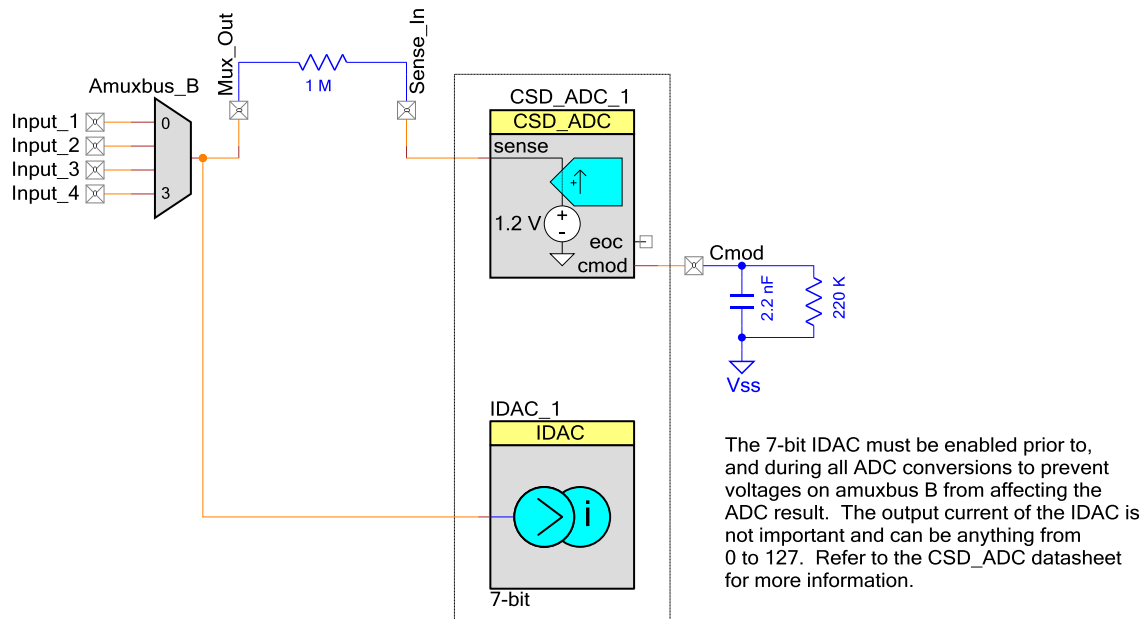 Amuxbus_B
Input_1
Input_2
Input_3
Input_4
0
3
Mux_Out
1 M
Sense_In
CSD_ADC_1
CSD_ADC
sense
+
1.2 V
+
-
eoc
cmod
Cmod
2.2 nF
220 K
Vss
IDAC_1
IDAC
i
7-bit
The 7-bit IDAC must be enabled prior to,
and during all ADC conversions to prevent
voltages on amuxbus B from affecting the
ADC result.  The output current of the IDAC is
not important and can be anything from
0 to 127.  Refer to the CSD_ADC datasheet
for more information.